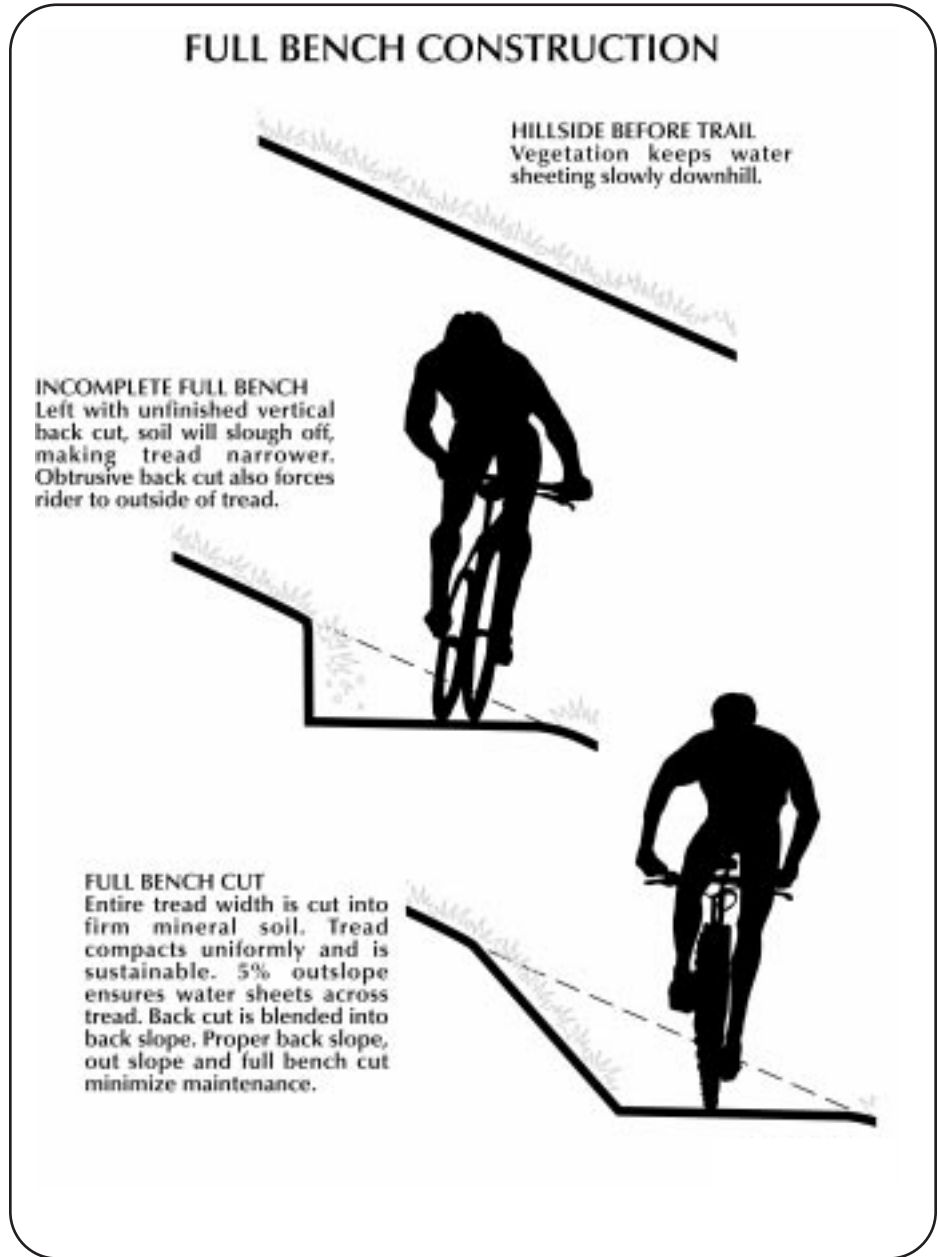 FULL BENCH CONSTRUCTION
HILLSIDE BEFORE TRAIL
Vegetation keeps water
sheeting slowly downhill.
INCOMPLETE FULL BENCH
Left with unfinished vertical
back cut, soil will slough off,
making tread narrower.
Obtrusive back cut also forces
rider to outside of tread.
FULL BENCH CUT
Entire tread width is cut into
firm mineral soil. Tread
compacts uniformly and is
sustainable. 5% outslope
ensures water sheets across
tread. Back cut is blended into
back slope. Proper back slope,
out slope and full bench cut
minimize maintenance.